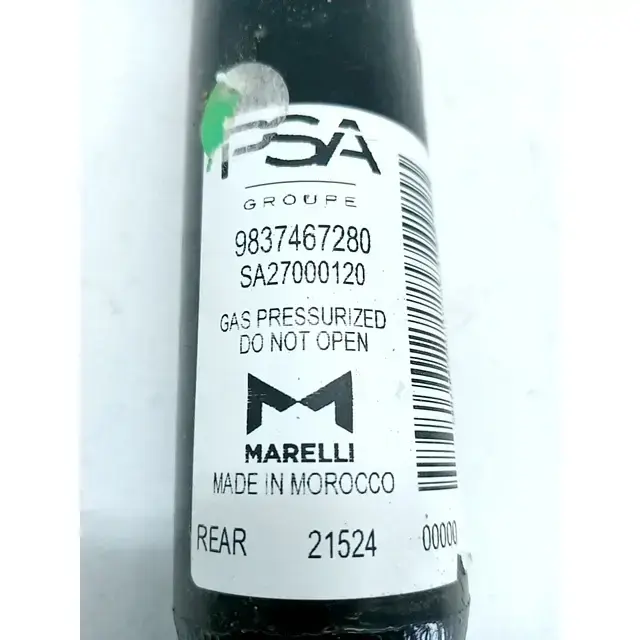 PSA
GROUPE
9837467280
SA27000120
GAS PRESSURIZED
DO NOT OPEN
MARELLI
MADE IN MOROCCO
REAR 21524 00000